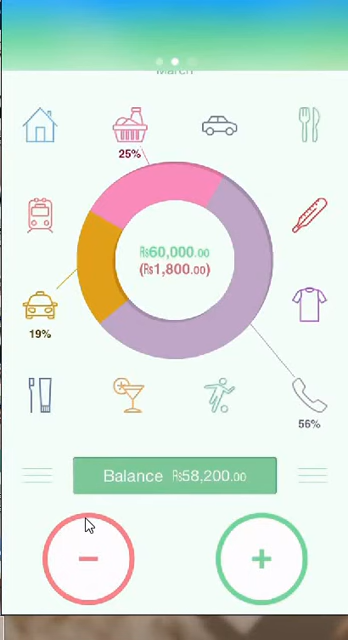 March
25%
Rs60,000.00
(Rs1,800.00)
19%
56%
Balance Rs58,200.00